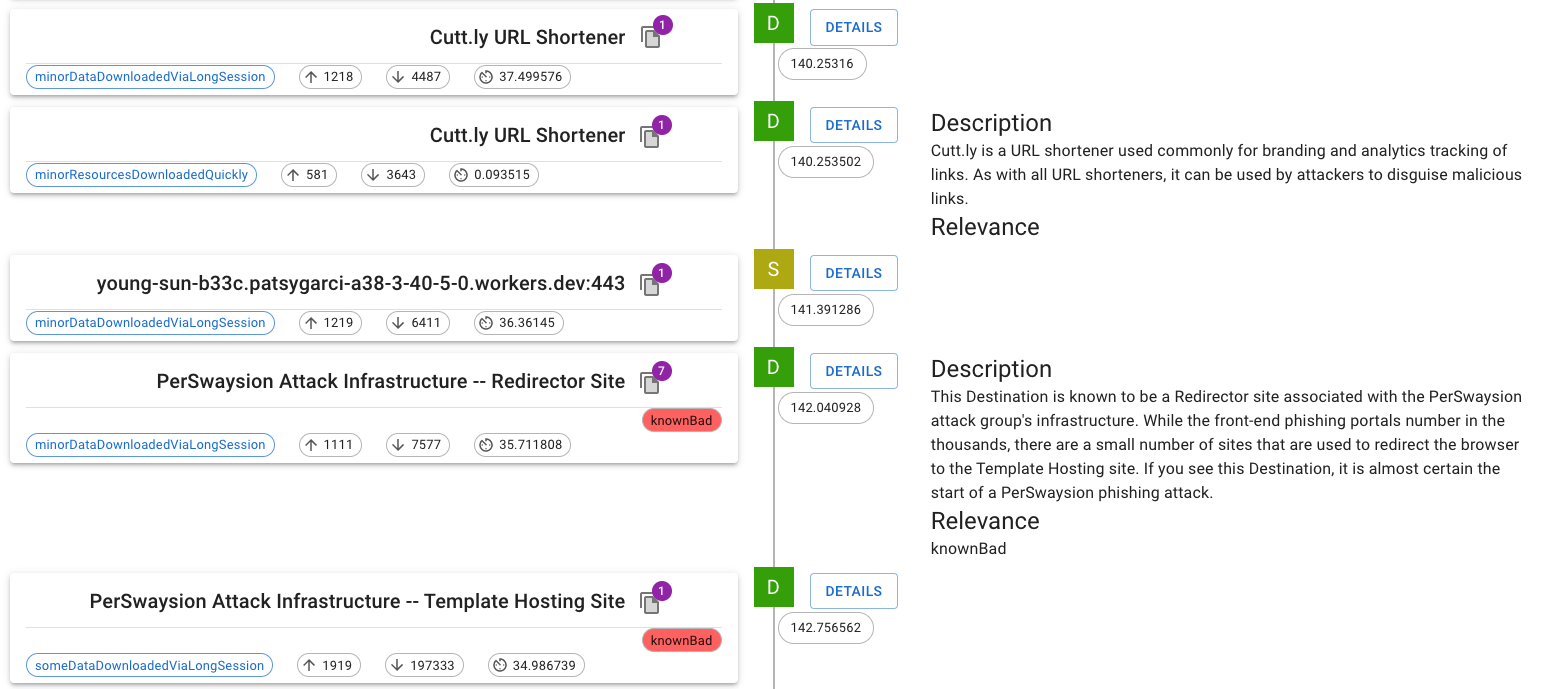 Cutt.ly URL Shortener
1
D
DETAILS
minorDataDownloadedViaLongSession
1218
4487
37.499576
140.25316
Cutt.ly URL Shortener
1
D
DETAILS
minorResourcesDownloadedQuickly
581
3643
0.093515
140.253502
Description
Cutt.ly is a URL shortener used commonly for branding and analytics tracking of
links. As with all URL shorteners, it can be used by attackers to disguise malicious
links.
Relevance
young-sun-b33c.patsygarci-a38-3-40-5-0.workers.dev:443
1
S
DETAILS
minorDataDownloadedViaLongSession
1219
6411
36.36145
141.391286
PerSwaysion Attack Infrastructure -- Redirector Site
7
D
DETAILS
knownBad
minorDataDownloadedViaLongSession
1111
7577
35.711808
142.040928
Description
This Destination is known to be a Redirector site associated with the PerSwaysion
attack group's infrastructure. While the front-end phishing portals number in the
thousands, there are a small number of sites that are used to redirect the browser
to the Template Hosting site. If you see this Destination, it is almost certain the
start of a PerSwaysion phishing attack.
Relevance
knownBad
PerSwaysion Attack Infrastructure -- Template Hosting Site
1
D
DETAILS
knownBad
someDataDownloadedViaLongSession
1919
197333
34.986739
142.756562